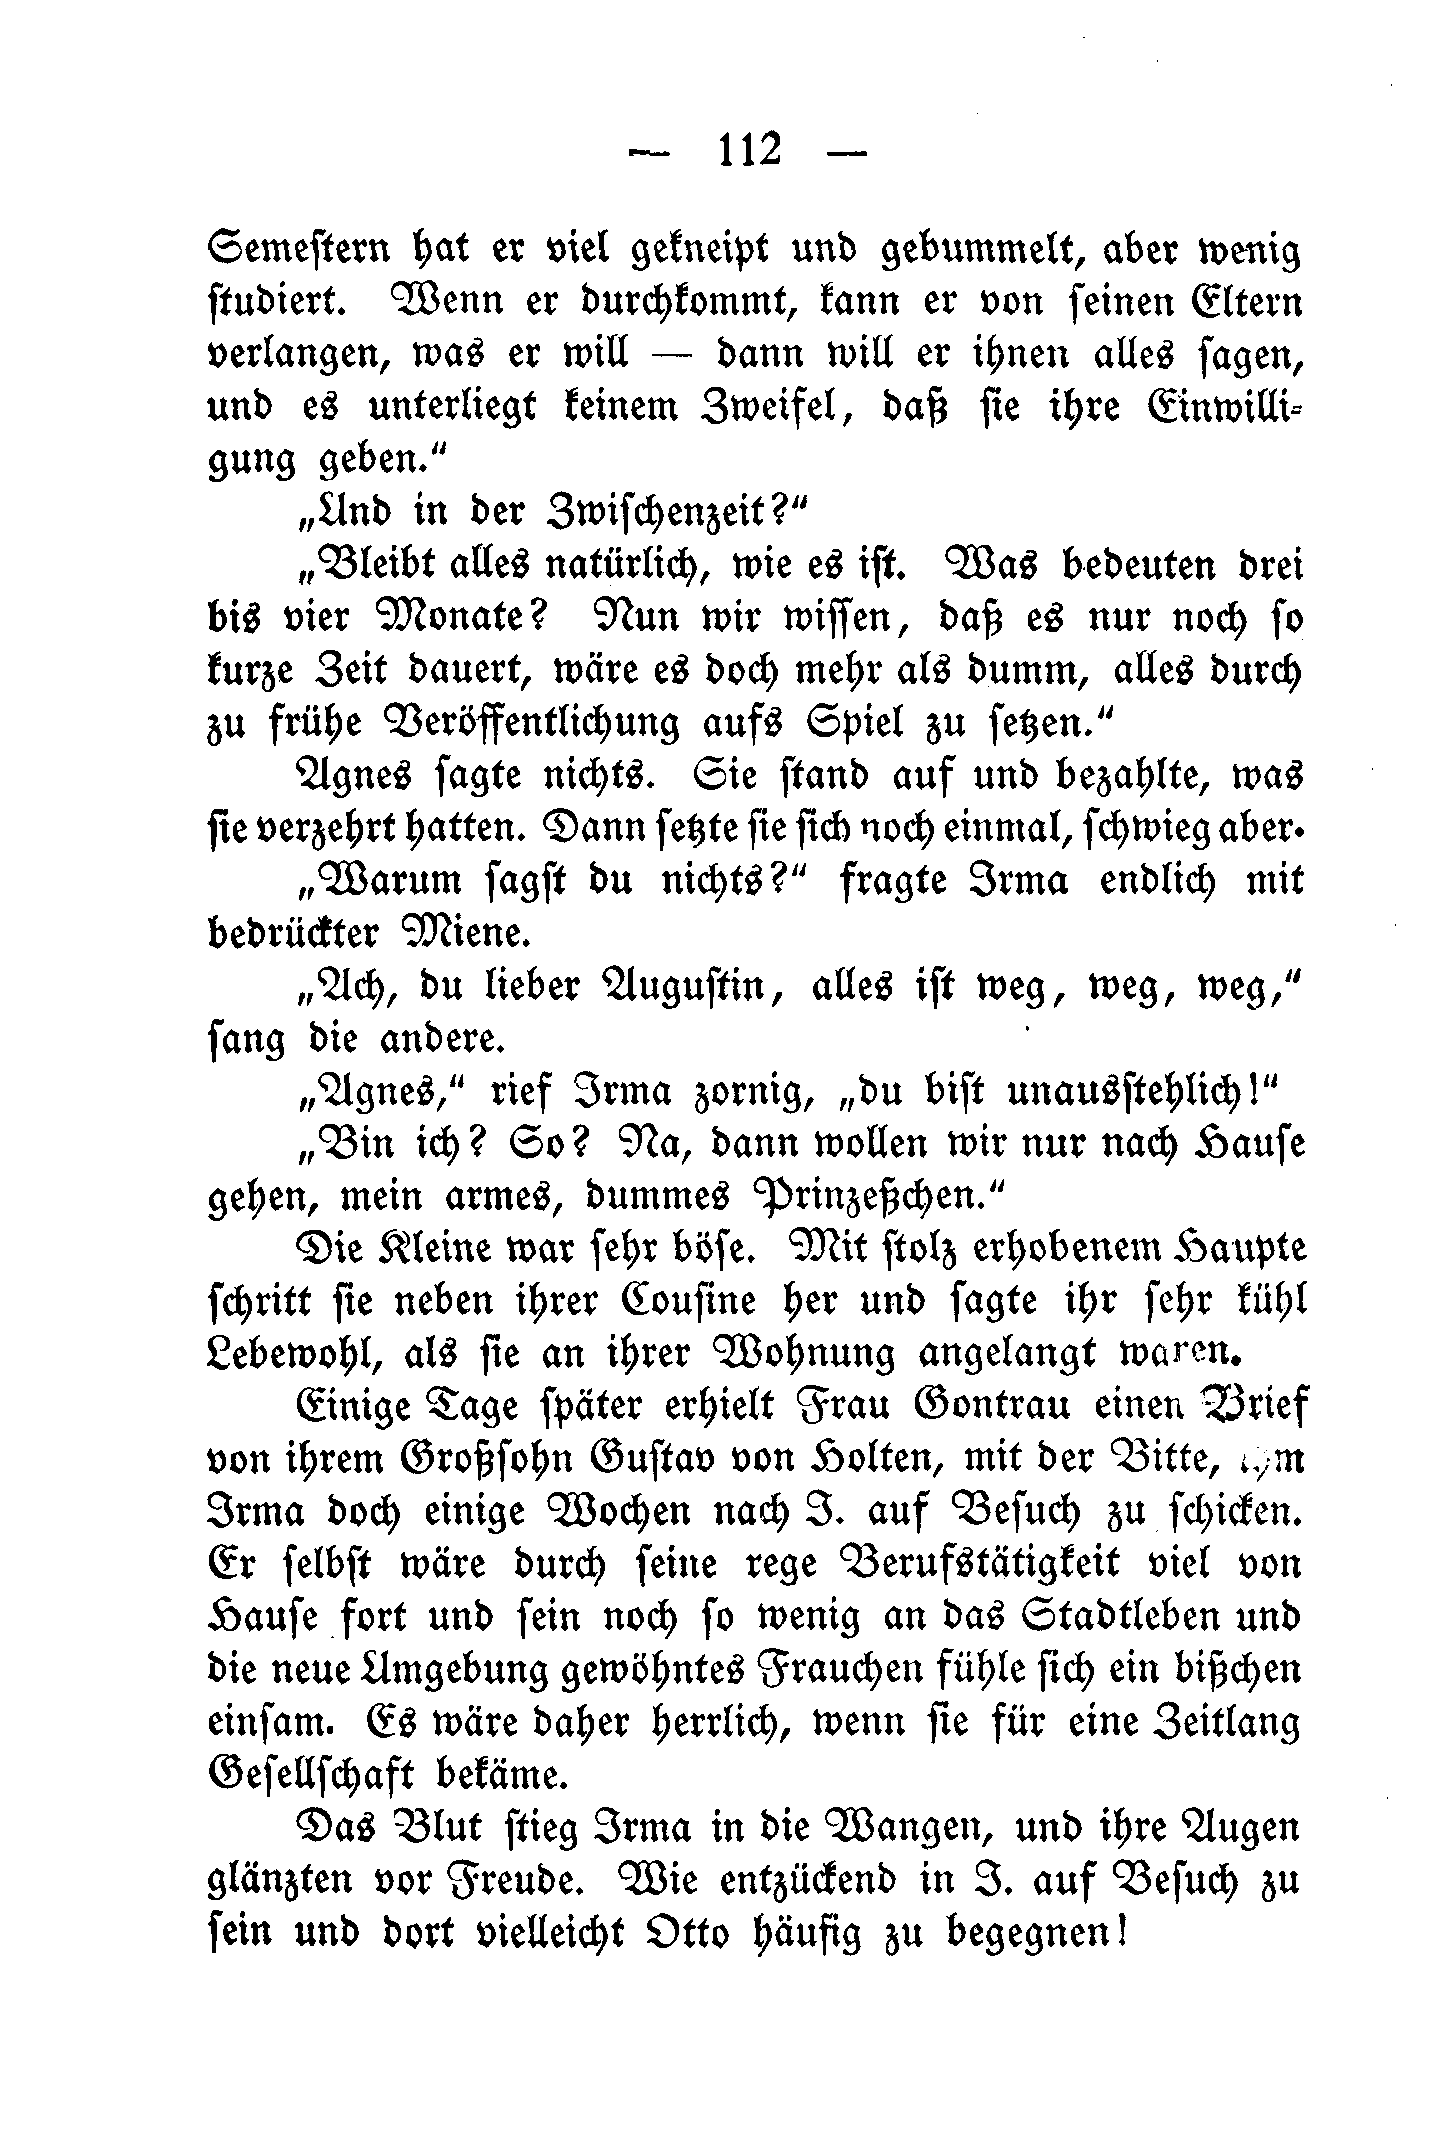 — 112 —
Semestern hat er viel gekneipt und gebummelt, aber wenig
studiert. Wenn er durchkommt, kann er von seinen Eltern
verlangen, was er will — dann will er ihnen alles sagen,
und es unterliegt keinem Zweifel, daß sie ihre Einwilli-
gung geben.“
„Und in der Zwischenzeit?“
„Bleibt alles natürlich, wie es ist. Was bedeuten drei
bis vier Monate? Nun wir wissen, daß es nur noch so
kurze Zeit dauert, wäre es doch mehr als dumm, alles durch
zu frühe Veröffentlichung aufs Spiel zu setzen.“
Agnes sagte nichts. Sie stand auf und bezahlte, was
sie verzehrt hatten. Dann setzte sie sich noch einmal, schwieg aber.
„Warum sagst du nichts?“ fragte Irma endlich mit
bedrückter Miene.
„Ach, du lieber Augustin, alles ist weg, weg, weg,“
sang die andere.
„Agnes,“ rief Irma zornig, „du bist unausstehlich!“
„Bin ich? So? Na, dann wollen wir nur nach Hause
gehen, mein armes, dummes Prinzeßchen.“
Die Kleine war sehr böse. Mit stolz erhobenem Haupte
schritt sie neben ihrer Cousine her und sagte ihr sehr kühl
Lebewohl, als sie an ihrer Wohnung angelangt waren.
Einige Tage später erhielt Frau Gontrau einen Brief
von ihrem Großsohn Gustav von Holten, mit der Bitte, ihm
Irma doch einige Wochen nach J. auf Besuch zu schicken.
Er selbst wäre durch seine rege Berufstätigkeit viel von
Hause fort und sein noch so wenig an das Stadtleben und
die neue Umgebung gewöhntes Frauchen fühle sich ein bißchen
einsam. Es wäre daher herrlich, wenn sie für eine Zeitlang
Gesellschaft bekäme.
Das Blut stieg Irma in die Wangen, und ihre Augen
glänzten vor Freude. Wie entzückend in J. auf Besuch zu
sein und dort vielleicht Otto häufig zu begegnen!